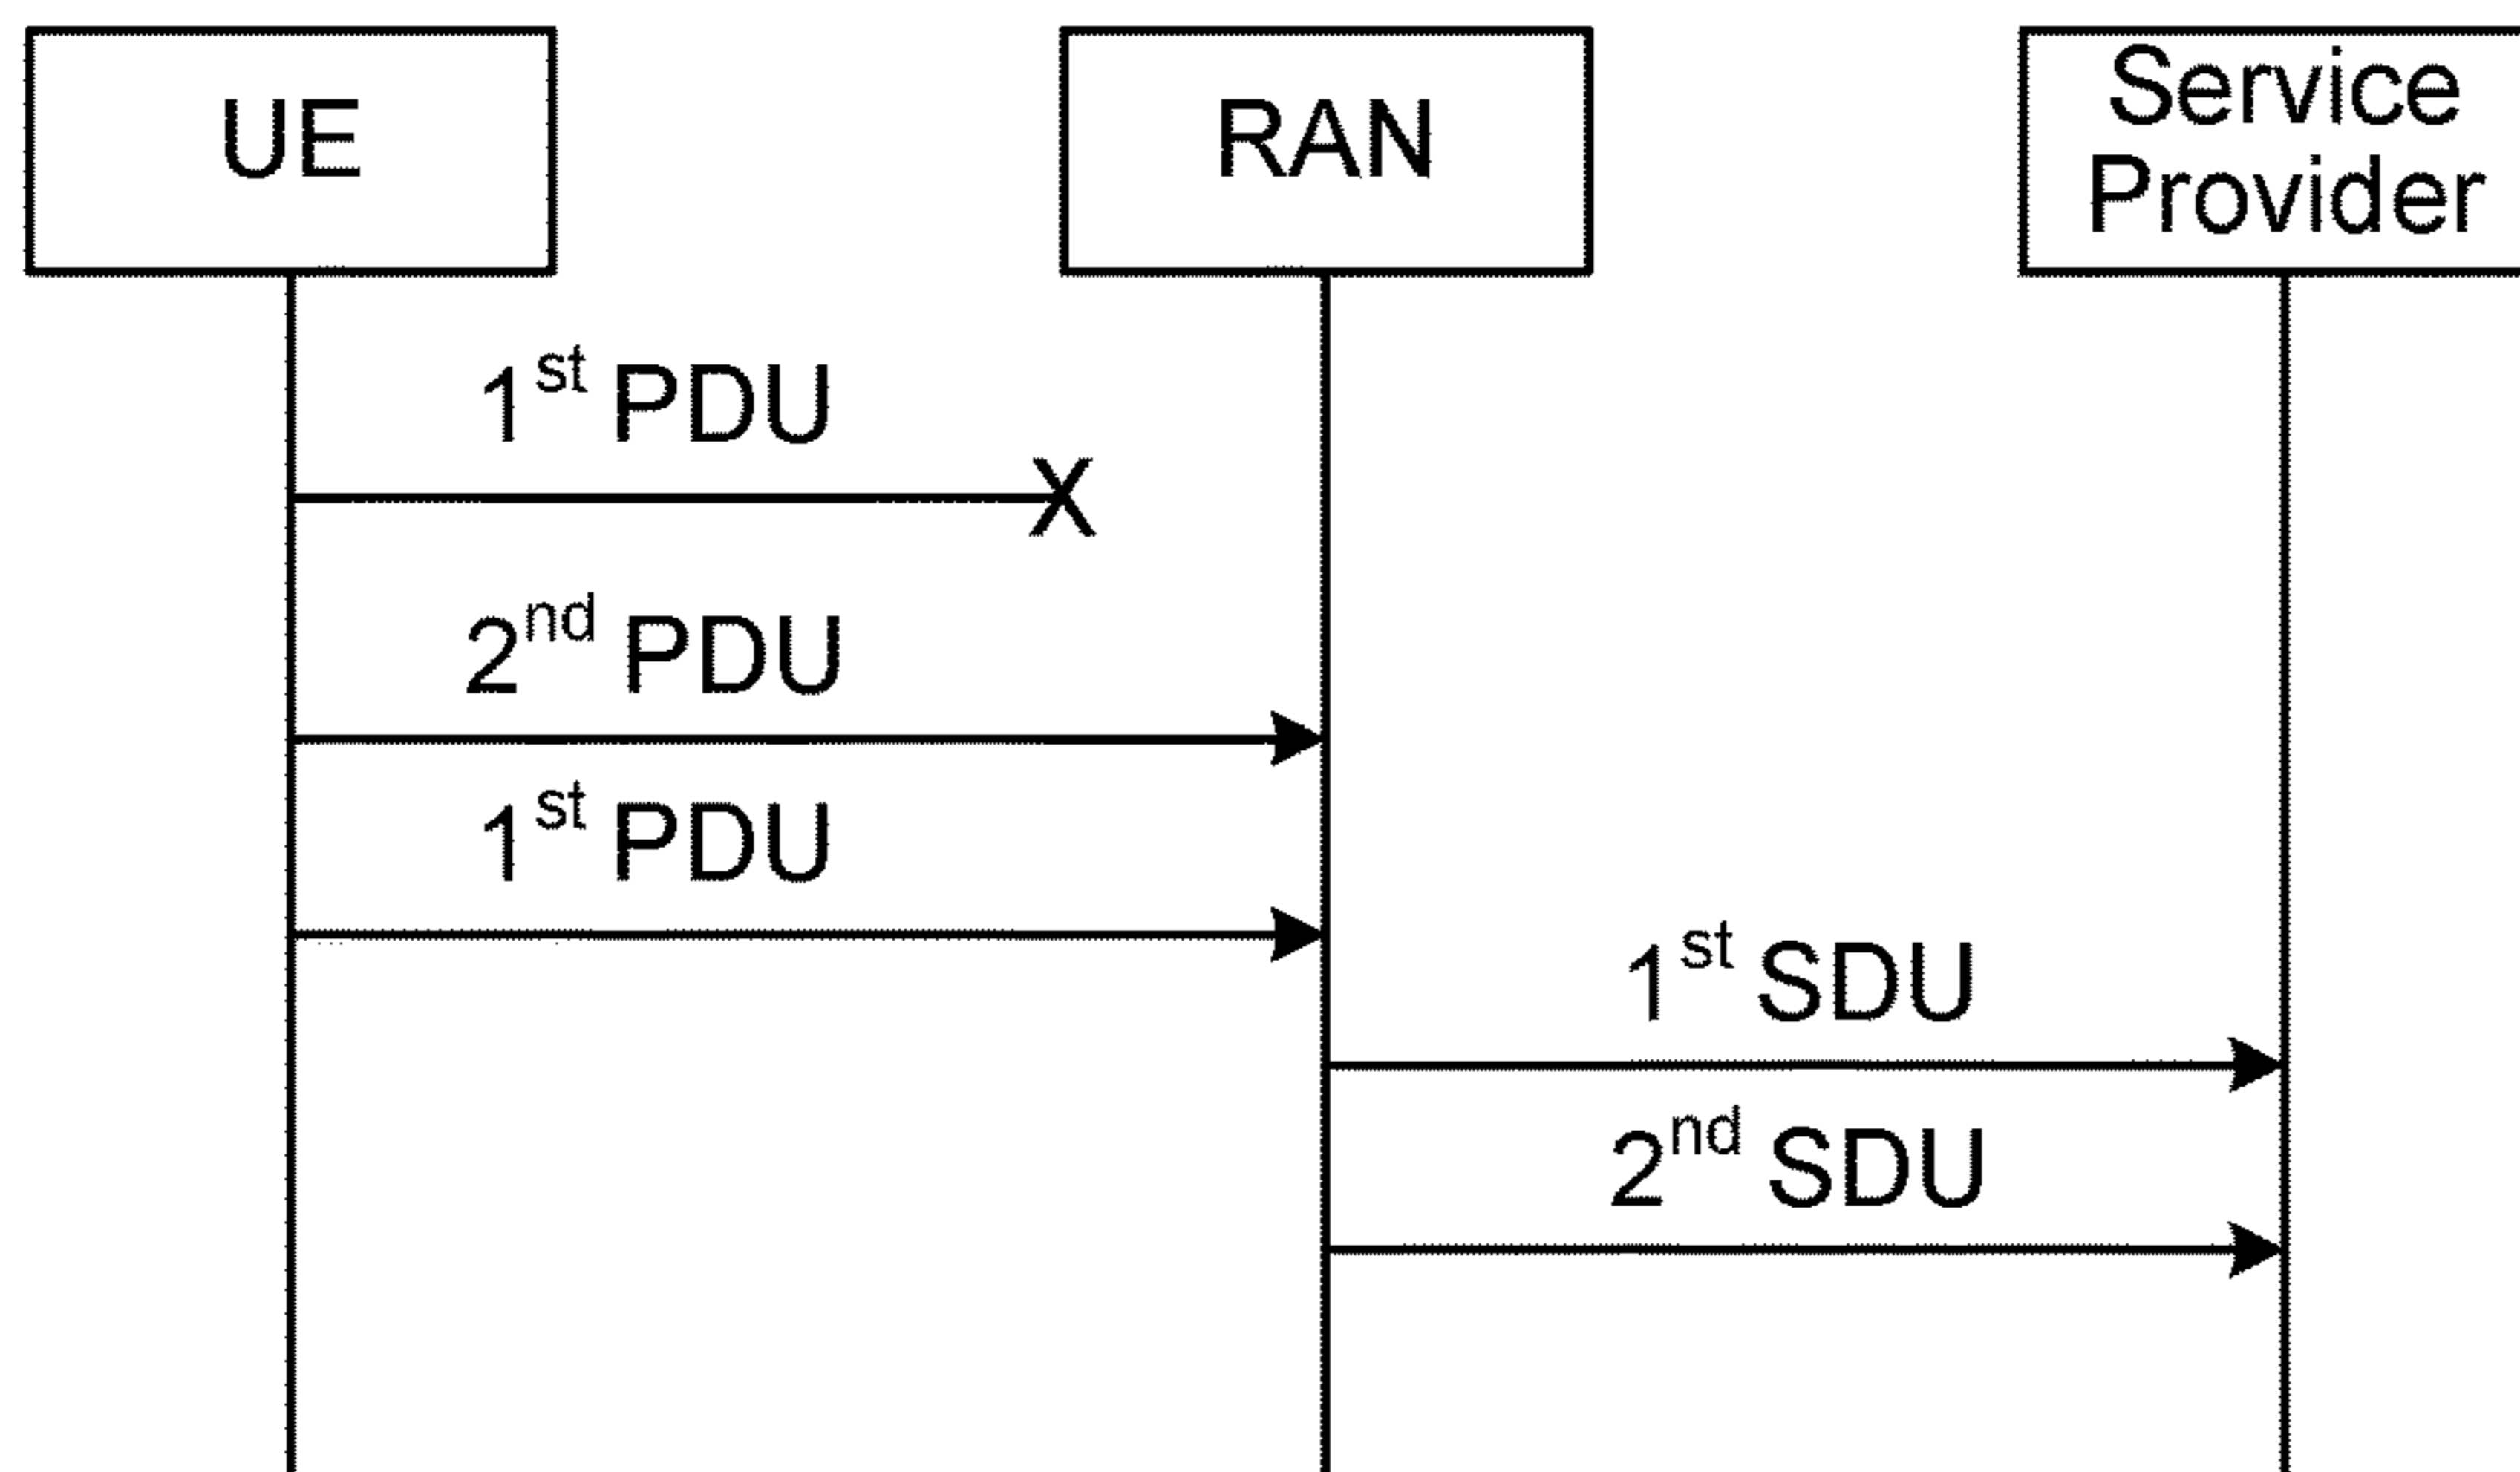 UE
RAN
Service
Provider
1st PDU
X
2nd PDU
1st PDU
1st SDU
2nd SDU